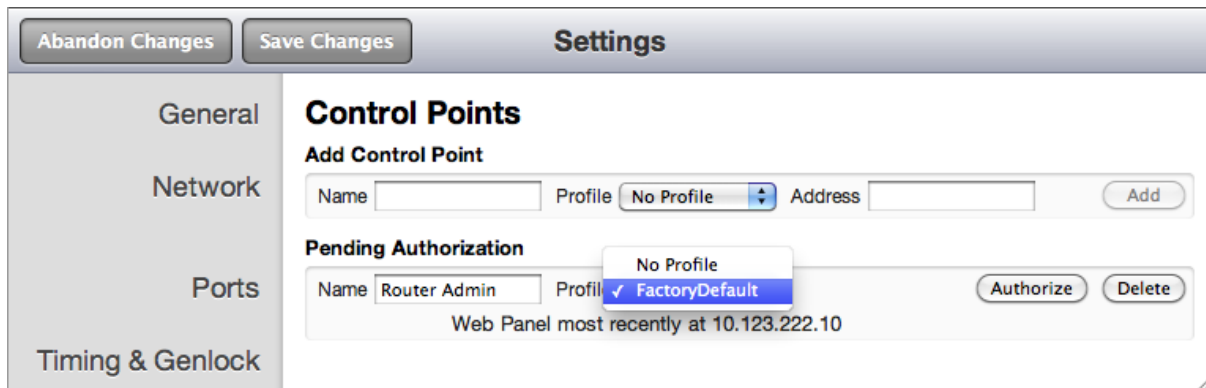 Abandon Changes Save Changes Settings
General
Network
Ports
Timing & Genlock
Control Points
Add Control Point
Name Profile No Profile Address Add
Pending Authorization
No Profile
Name Router Admin Profil ✓ FactoryDefault Authorize Delete
Web Panel most recently at 10.123.222.10